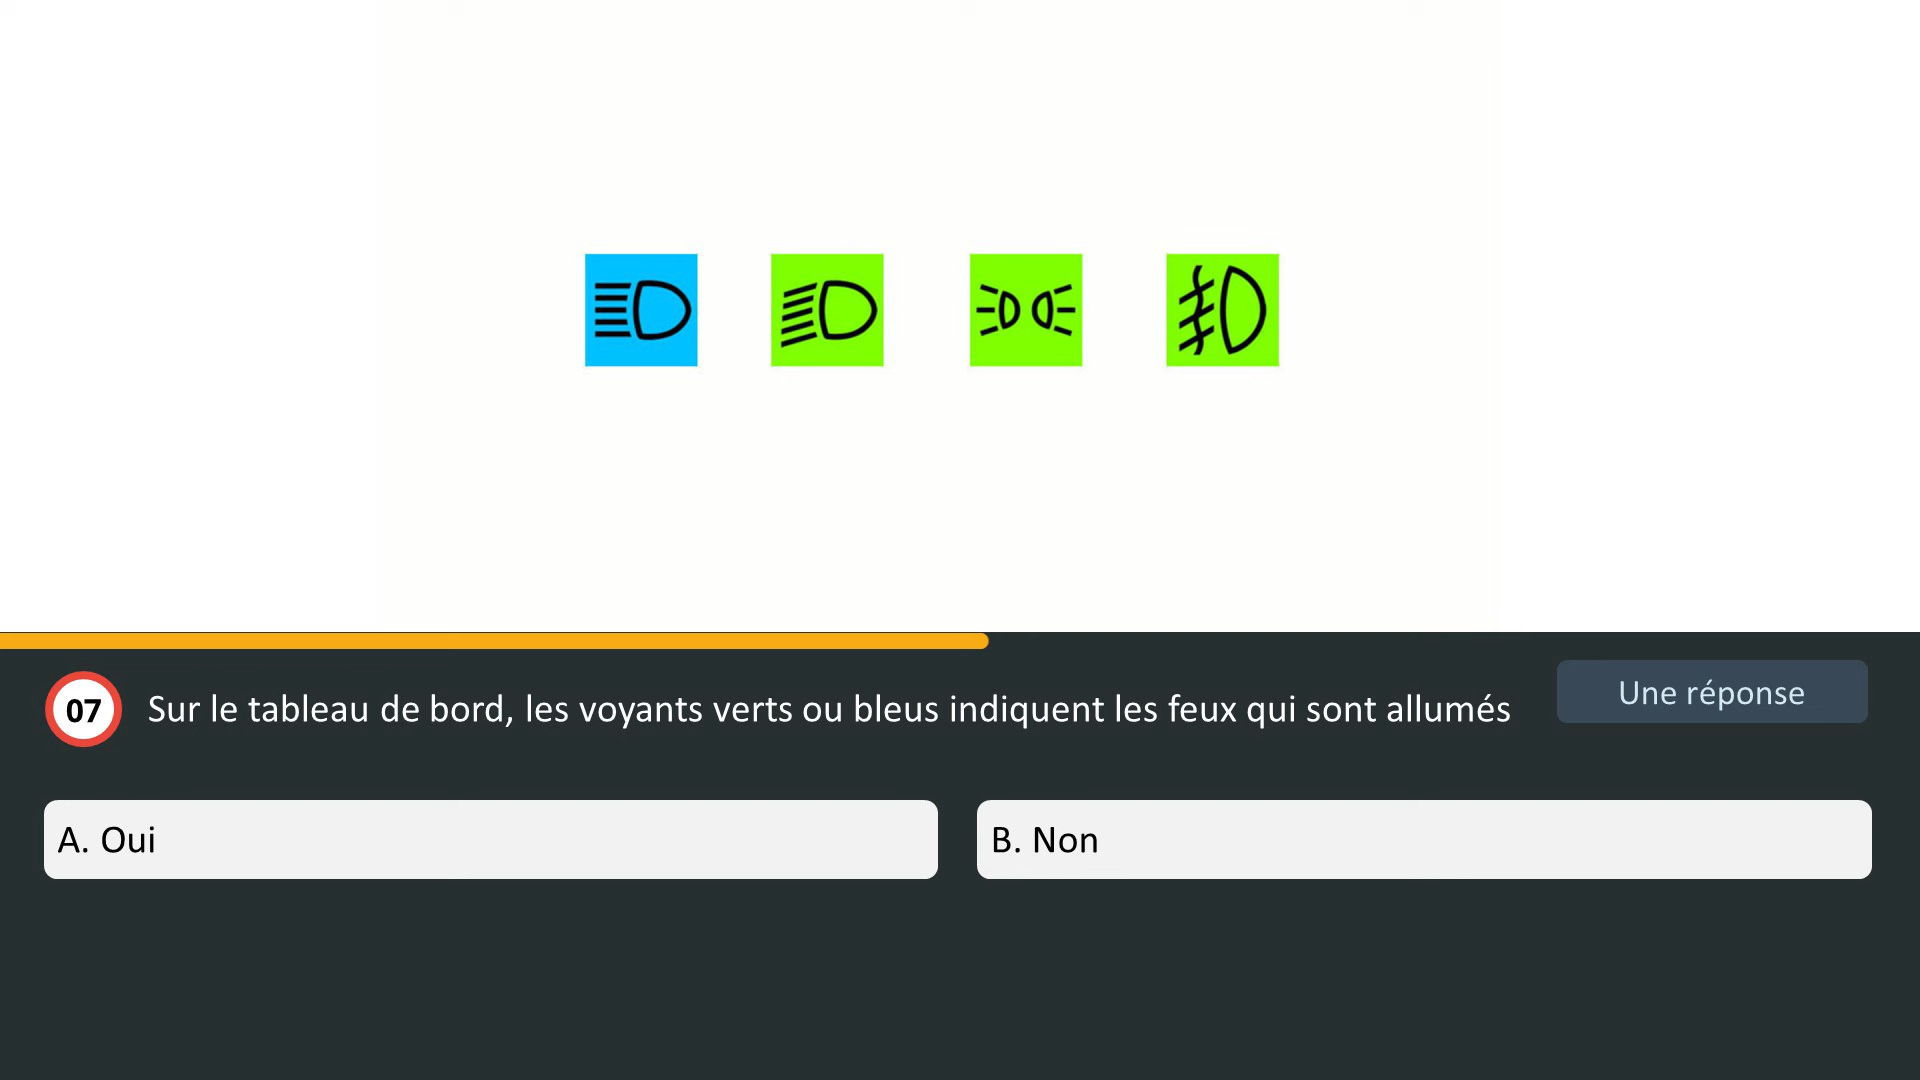 07
Sur le tableau de bord, les voyants verts ou bleus indiquent les feux qui sont allumés
Une réponse
A. Oui
B. Non